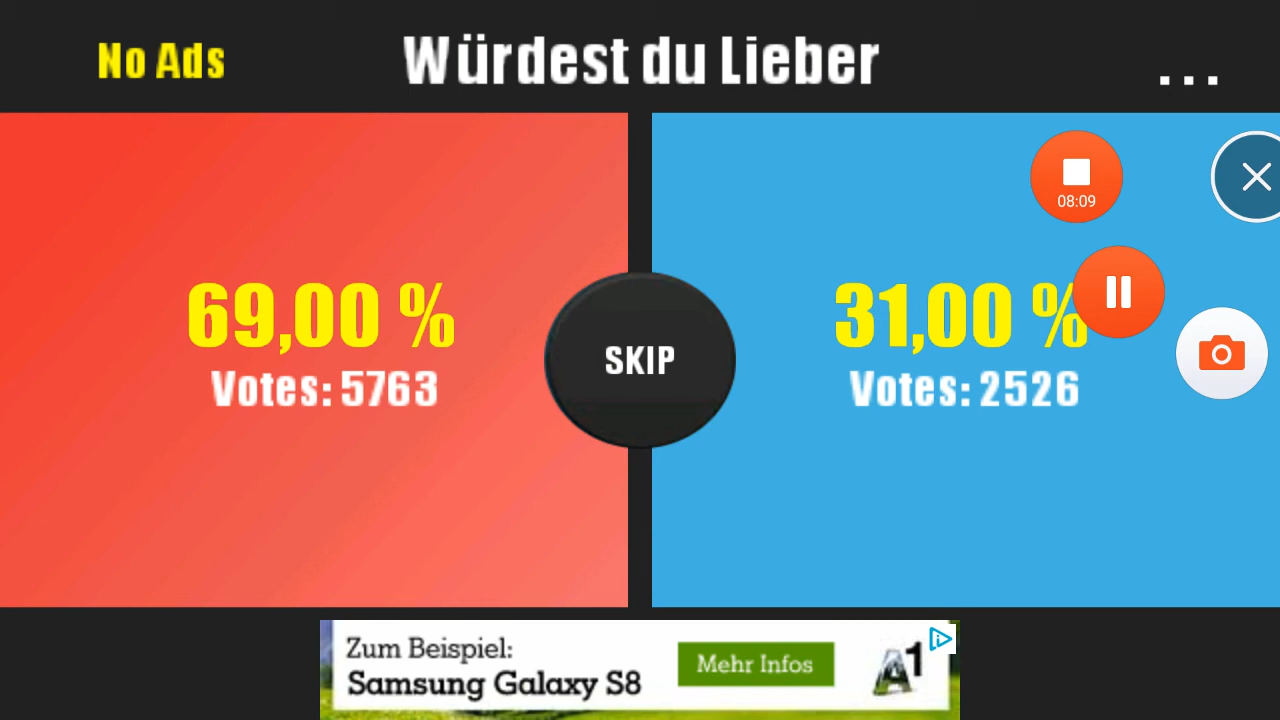 No Ads
Würdest du Lieber
...
08:09
69,00 %
Votes: 5763
SKIP
31,00 %
Votes: 2526
Zum Beispiel:
Samsung Galaxy S8
Mehr Infos
A1